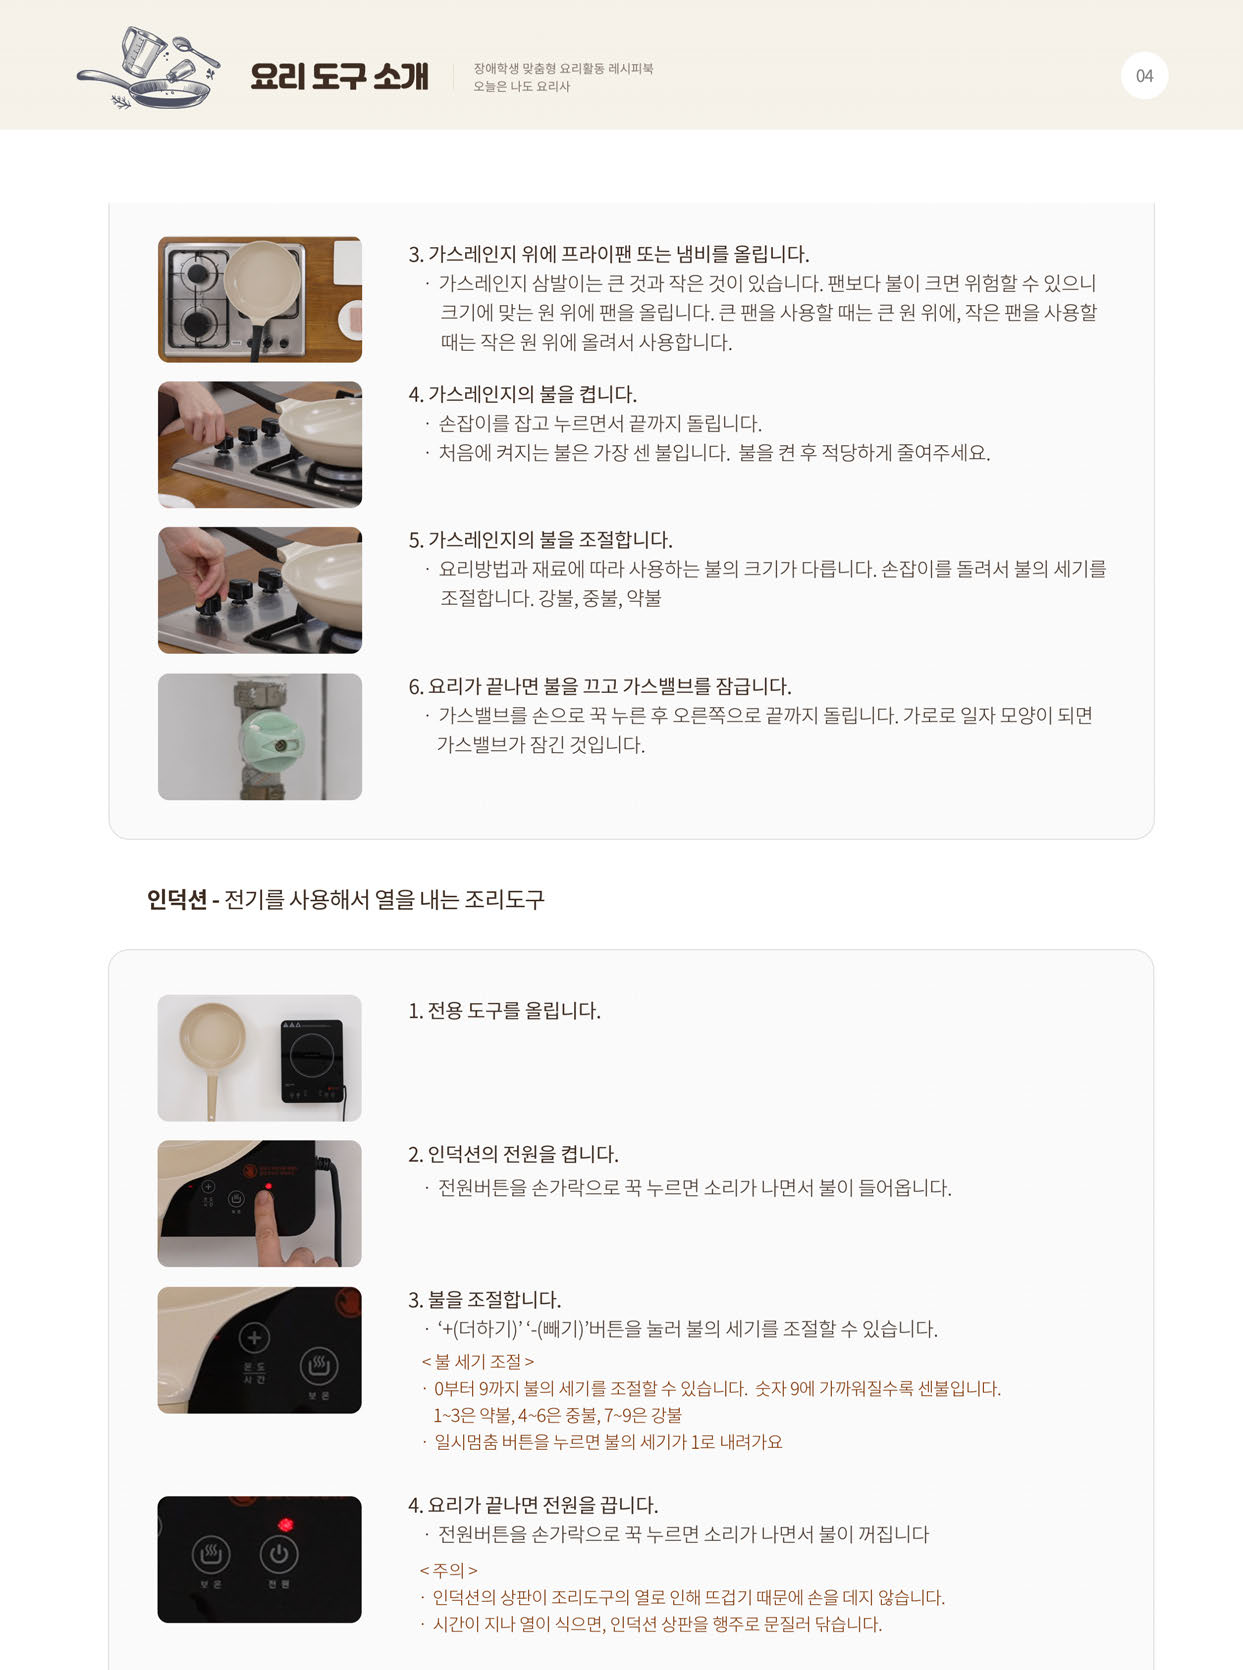 요리 도구 소개
장애학생 맞춤형 요리활동 레시피북
오늘은 나도 요리사
04
3. 가스레인지 위에 프라이팬 또는 냄비를 올립니다.
· 가스레인지 삼발이는 큰 것과 작은 것이 있습니다. 팬보다 불이 크면 위험할 수 있으니
크기에 맞는 원 위에 팬을 올립니다. 큰 팬을 사용할 때는 큰 원 위에, 작은 팬을 사용할
때는 작은 원 위에 올려서 사용합니다.
4. 가스레인지의 불을 켭니다.
· 손잡이를 잡고 누르면서 끝까지 돌립니다.
· 처음에 켜지는 불은 가장 센 불입니다. 불을 켠 후 적당하게 줄여주세요.
5. 가스레인지의 불을 조절합니다.
· 요리방법과 재료에 따라 사용하는 불의 크기가 다릅니다. 손잡이를 돌려서 불의 세기를
조절합니다. 강불, 중불, 약불
6. 요리가 끝나면 불을 끄고 가스밸브를 잠급니다.
· 가스밸브를 손으로 꾹 누른 후 오른쪽으로 끝까지 돌립니다. 가로로 일자 모양이 되면
가스밸브가 잠긴 것입니다.
인덕션 - 전기를 사용해서 열을 내는 조리도구
1. 전용 도구를 올립니다.
2. 인덕션의 전원을 켭니다.
· 전원버튼을 손가락으로 꾹 누르면 소리가 나면서 불이 들어옵니다.
3. 불을 조절합니다.
· ‘+(더하기)’ ‘-(빼기)’버튼을 눌러 불의 세기를 조절할 수 있습니다.
< 불 세기 조절 >
· 0부터 9까지 불의 세기를 조절할 수 있습니다. 숫자 9에 가까워질수록 센불입니다.
1~3은 약불, 4~6은 중불, 7~9은 강불
· 일시멈춤 버튼을 누르면 불의 세기가 1로 내려가요
온도
시간
보온
4. 요리가 끝나면 전원을 끕니다.
· 전원버튼을 손가락으로 꾹 누르면 소리가 나면서 불이 꺼집니다
< 주의 >
· 인덕션의 상판이 조리도구의 열로 인해 뜨겁기 때문에 손을 데지 않습니다.
· 시간이 지나 열이 식으면, 인덕션 상판을 행주로 문질러 닦습니다.
보온
전원